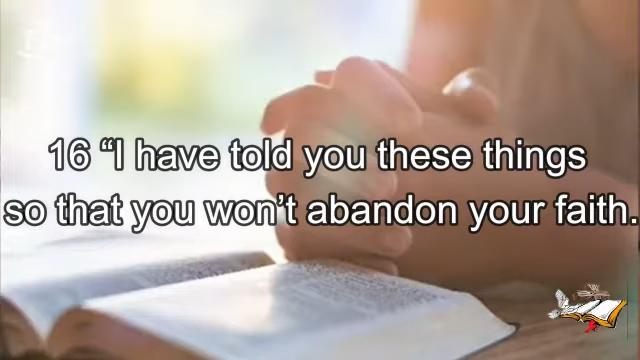 16 “I have told you these things
so that you won’t abandon your faith.